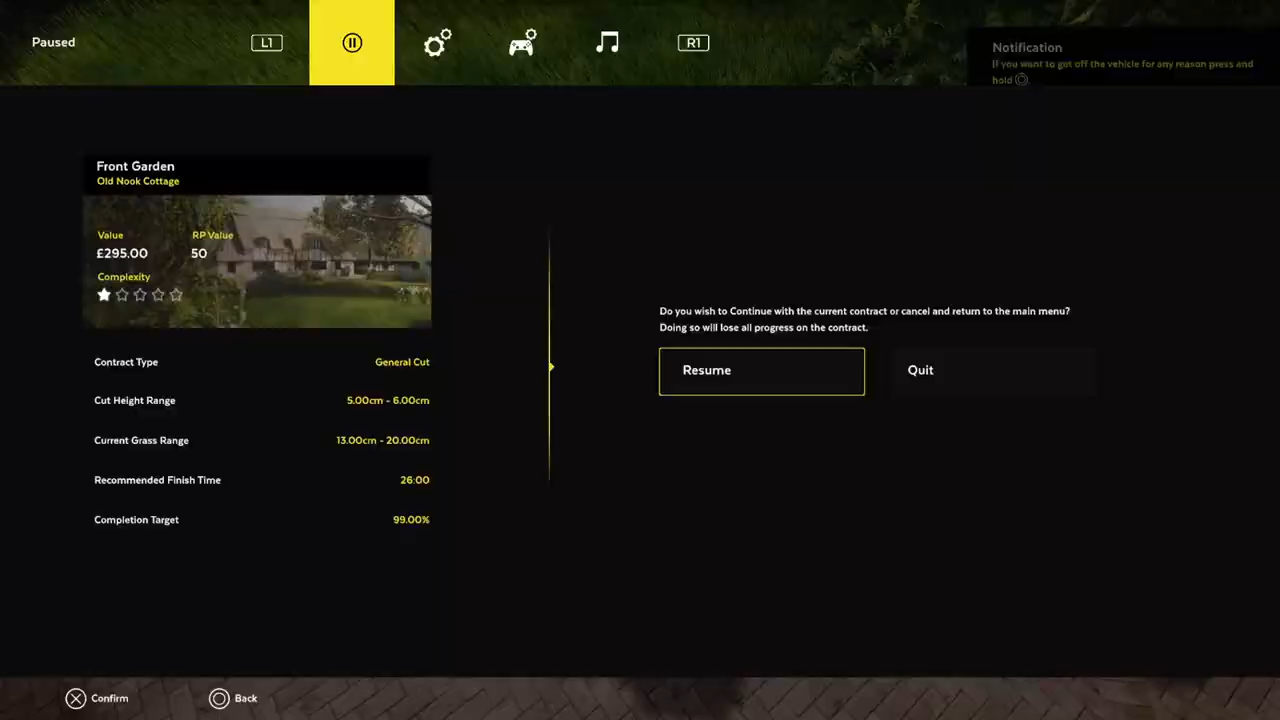 Paused
L1
R1
Notification
If you want to get off the vehicle for any reason press and
hold
Front Garden
Old Nook Cottage
Value
RP Value
£295.00
50
Complexity
Contract Type
General Cut
Cut Height Range
5.00cm - 6.00cm
Current Grass Range
13.00cm - 20.00cm
Recommended Finish Time
26:00
Completion Target
99.00%
Do you wish to Continue with the current contract or cancel and return to the main menu?
Doing so will lose all progress on the contract.
Resume
Quit
Confirm
Back